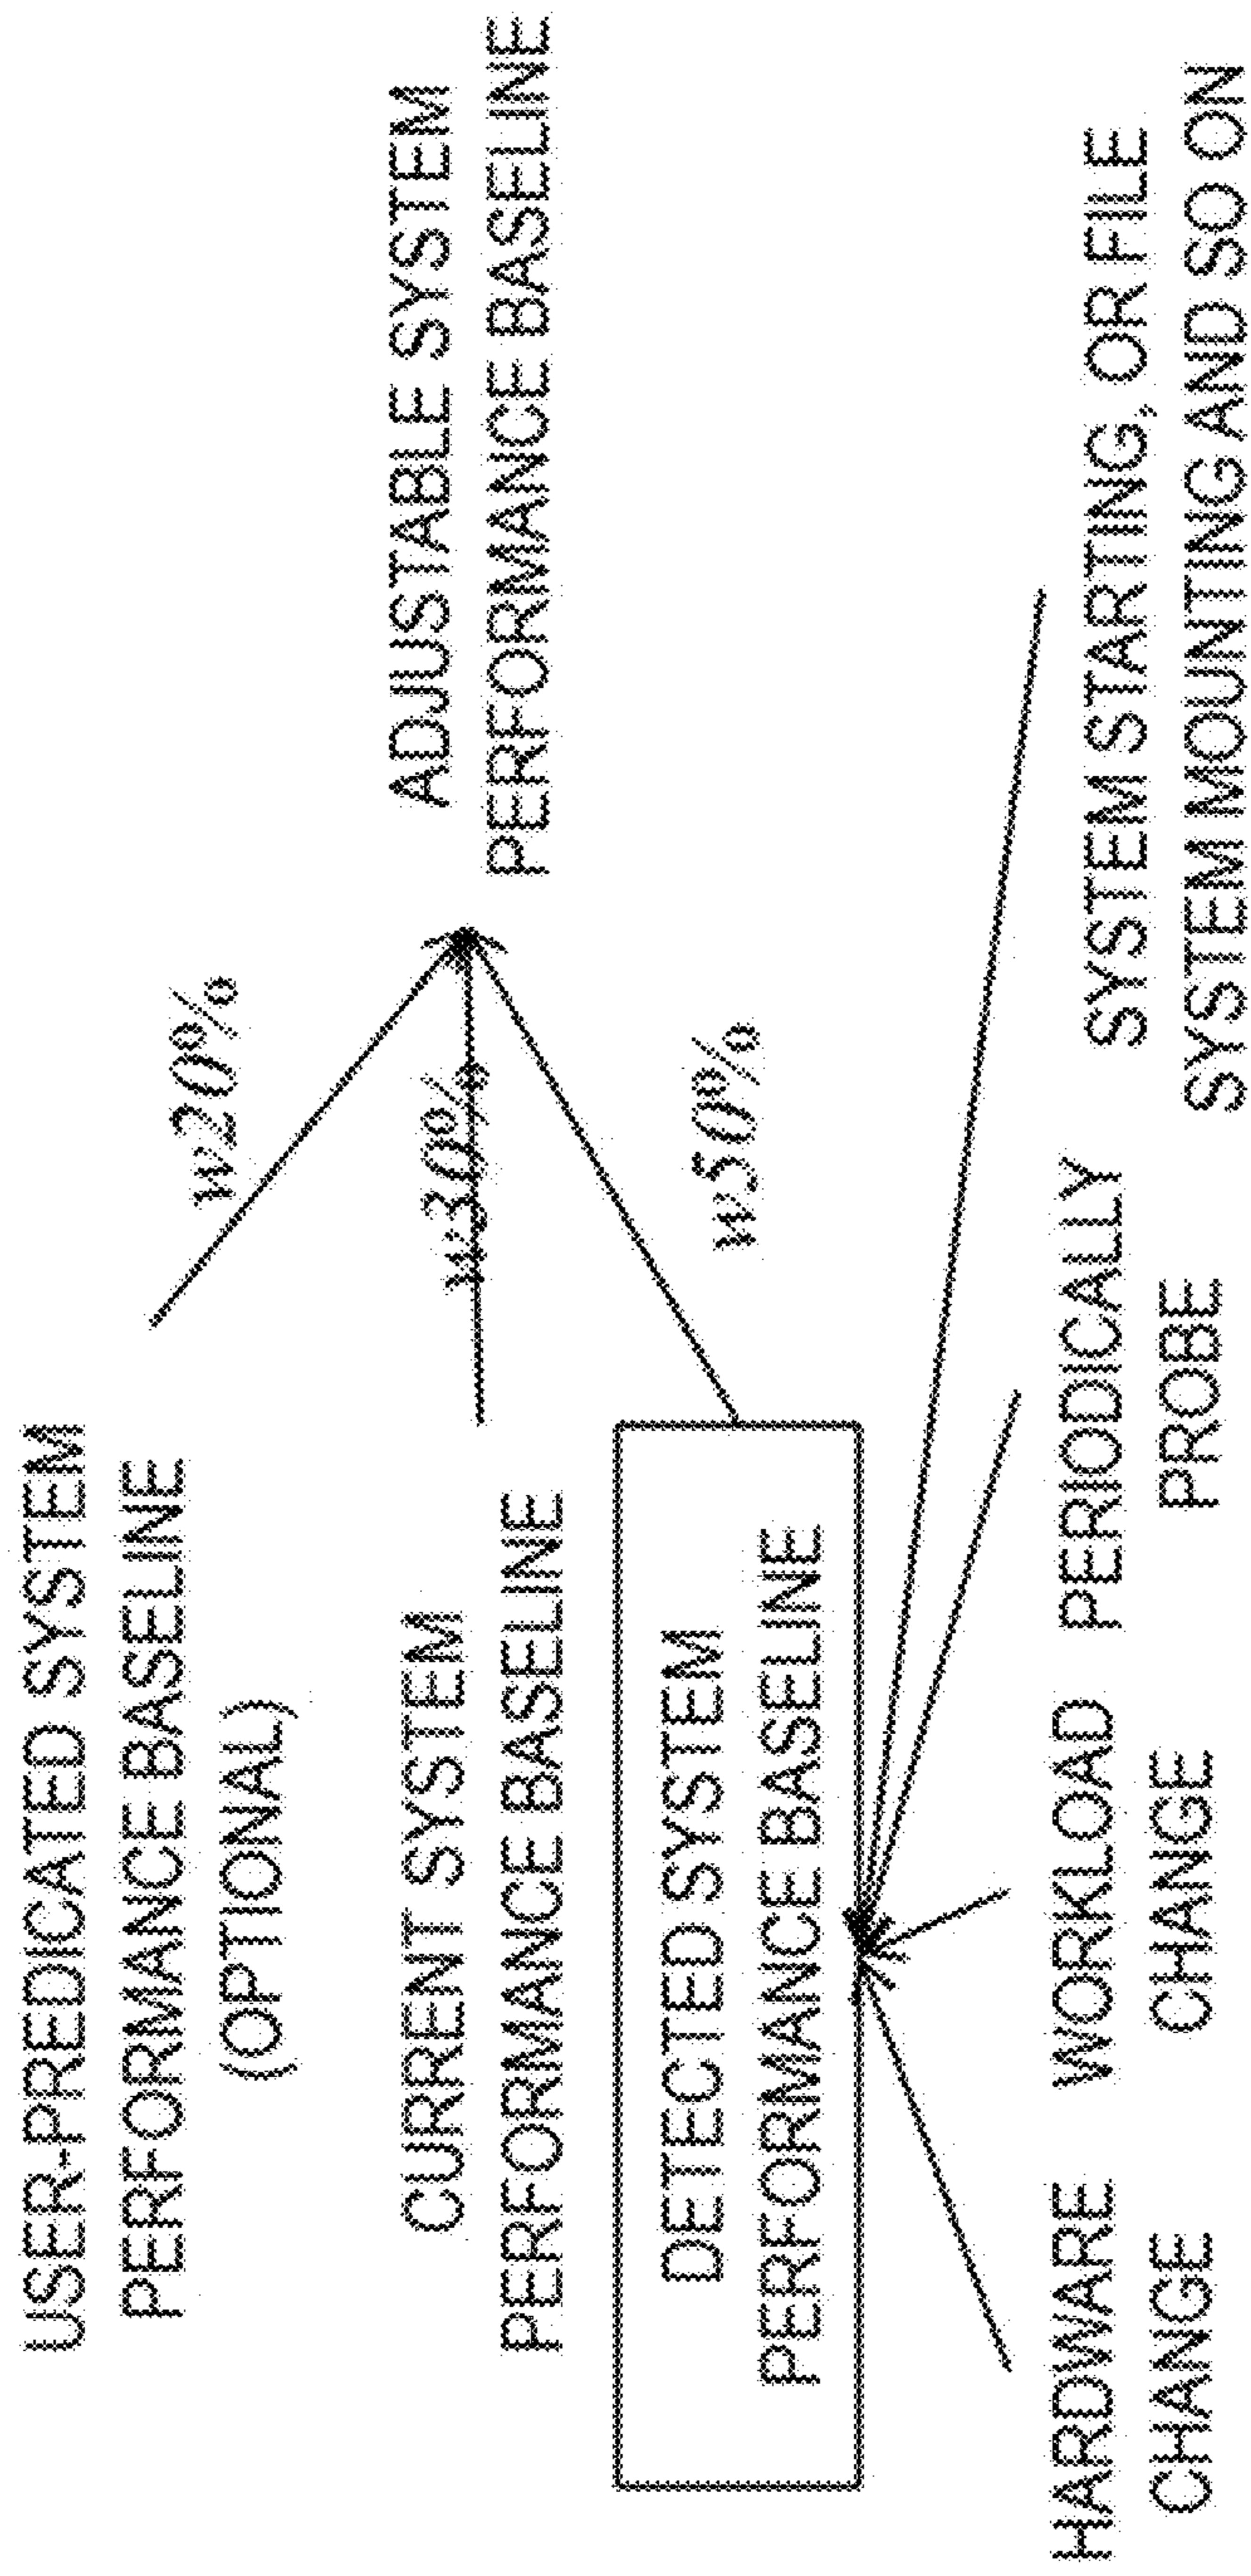 USER-PREDICATED SYSTEM
PERFORMANCE BASELINE
(OPTIONAL)
w20%
CURRENT SYSTEM
PERFORMANCE BASELINE
w30%
ADJUSTABLE SYSTEM
PERFORMANCE BASELINE
DETECTED SYSTEM
PERFORMANCE BASELINE
w50%
HARDWARE
CHANGE
WORKLOAD
CHANGE
PERIODICALLY
PROBE
SYSTEM STARTING, OR FILE
SYSTEM MOUNTING AND SO ON